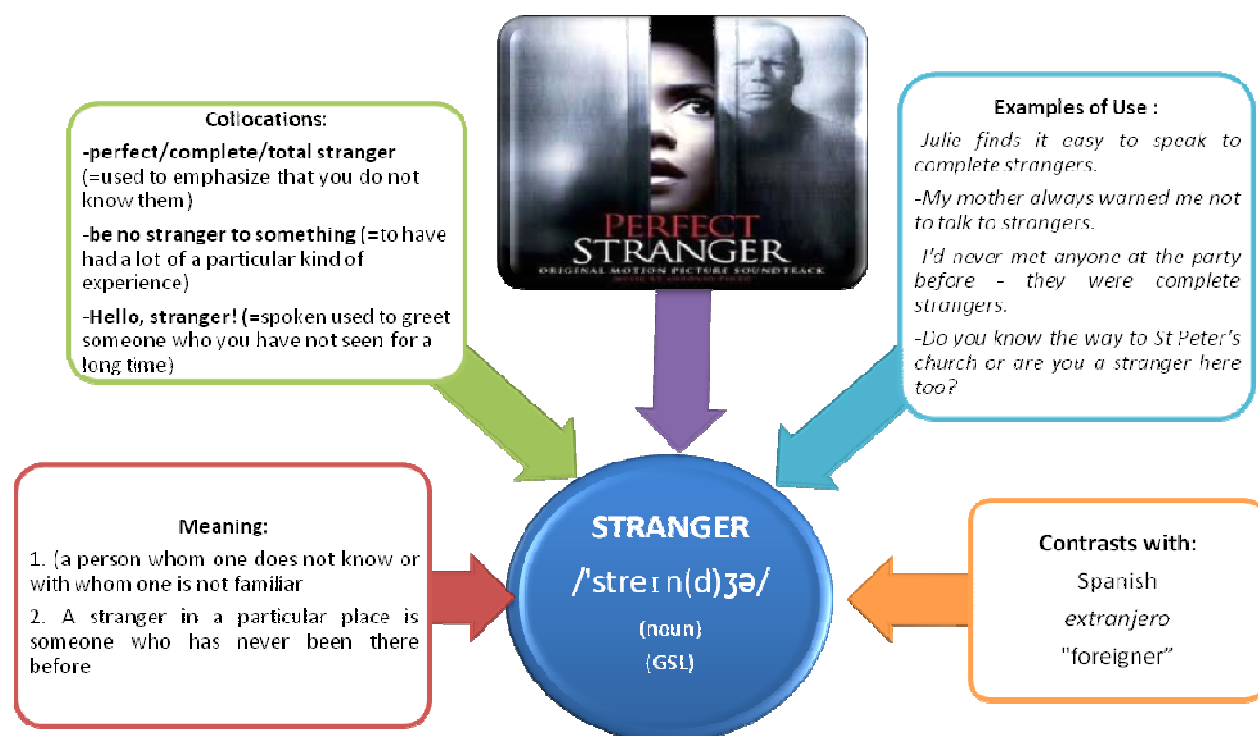 Collocations:
-perfect/complete/total stranger
(=used to emphasize that you do not
know them)
-be no stranger to something (=to have
had a lot of a particular kind of
experience)
-Hello, stranger! (=spoken used to greet
someone who you have not seen for a
long time)
PERFECT
STRANGER
ORIGINAL MOTION PICTURE SOUNDTRACK
MUSIC BY ANTONIO PINTO
Examples of Use :
Julie finds it easy to speak to
complete strangers.
-My mother always warned me not
to talk to strangers.
I'd never met anyone at the party
before – they were complete
strangers.
-Do you know the way to St Peter's
church or are you a stranger here
too?
Meaning:
1. (a person whom one does not know or
with whom one is not familiar
2. A stranger in a particular place is
someone who has never been there
before
STRANGER
/'streɪn(d)ʒə/
(noun)
(GSL)
Contrasts with:
Spanish
extranjero
"foreigner”